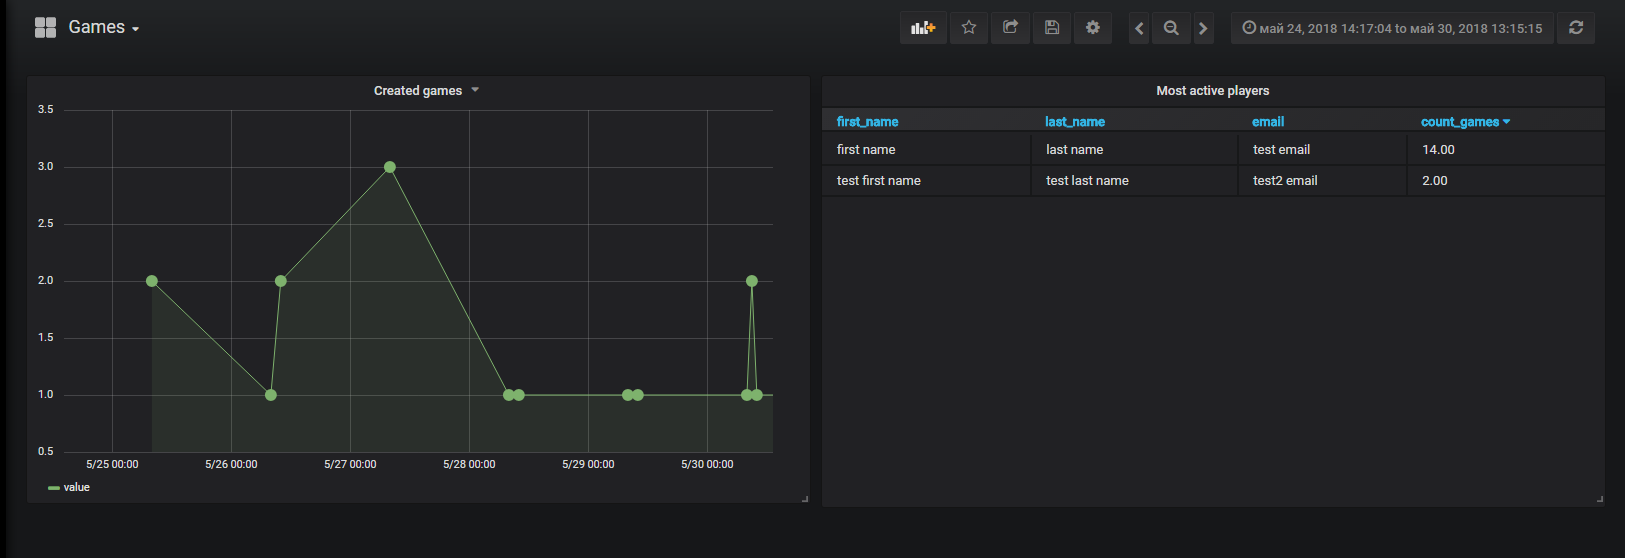 Games
май 24, 2018 14:17:04 to май 30, 2018 13:15:15
Created games
3.5
3.0
2.5
2.0
1.5
1.0
0.5
5/25 00:00 5/26 00:00 5/27 00:00 5/28 00:00 5/29 00:00 5/30 00:00
value
Most active players
first_name last_name email count_games
first name last name test email 14.00
test first name test last name test2 email 2.00